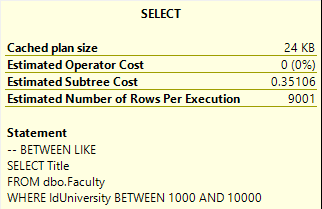 SELECT
Cached plan size 24 KB
Estimated Operator Cost 0 (0%)
Estimated Subtree Cost 0.35106
Estimated Number of Rows Per Execution 9001
Statement
-- BETWEEN LIKE
SELECT Title
FROM dbo.Faculty
WHERE IdUniversity BETWEEN 1000 AND 10000